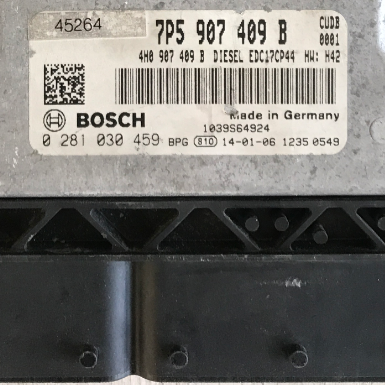 45264
7P5 907 409 B CUDB
0001
4H0 907 409 B DIESEL EDC17CP44 HW: H42
BOSCH Made in Germany
1039S64924
0 281 030 459 BPG 810 14-01-06 1235 0549